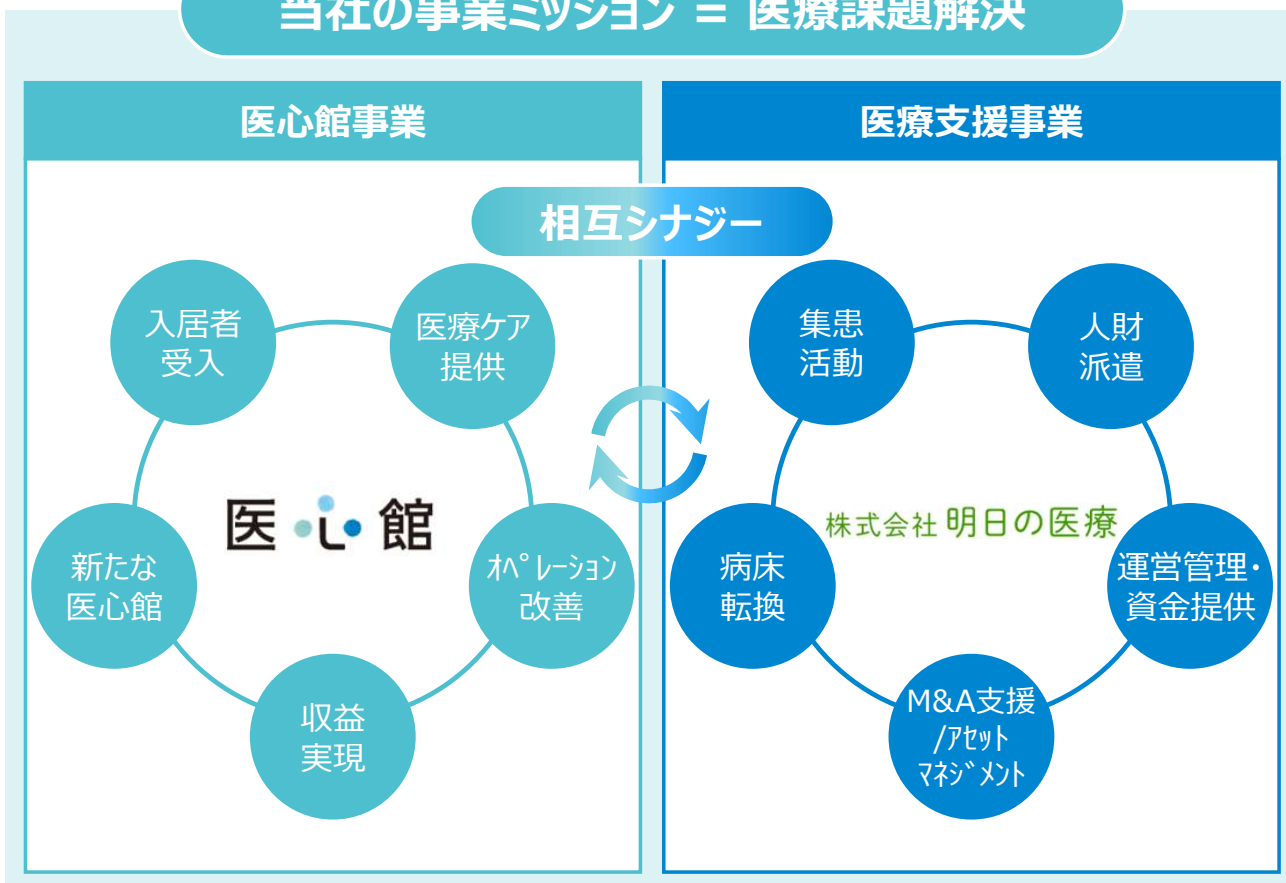 当社の事業ミッション = 医療課題解決
医心館事業
医療支援事業
相互シナジー
入居者
受入
医療ケア
提供
医心館
新たな
医心館
ｵﾍﾟﾚｰｼｮﾝ
改善
収益
実現
集患
活動
人財
派遣
株式会社 明日の医療
病床
転換
運営管理・
資金提供
M&A支援
/ｱｾｯﾄ
ﾏﾈｼﾞﾒﾝﾄ